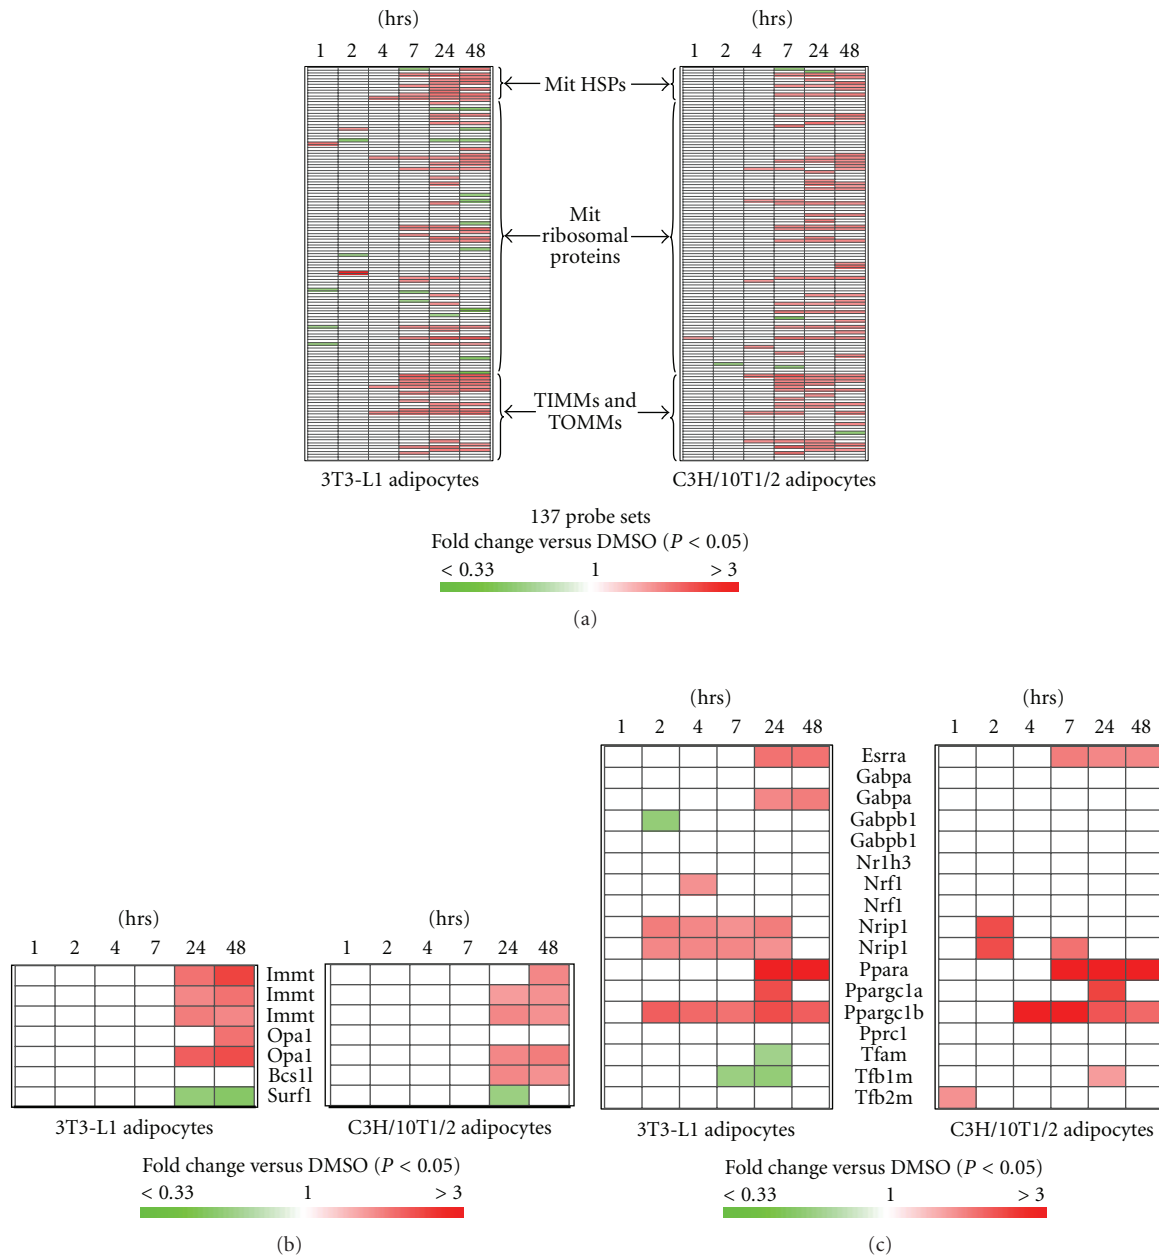 (hrs) (hrs)
1 2 4 7 24 48 1 2 4 7 24 48
Mit HSPs
Mit
ribosomal
proteins
TIMMs and
TOMMs
3T3-L1 adipocytes C3H/10T1/2 adipocytes
137 probe sets
Fold change versus DMSO (P < 0.05)
< 0.33 1 > 3
(a)
(hrs) (hrs)
1 2 4 7 24 48 1 2 4 7 24 48
Immt
Immt
Immt
Opa1
Opa1
Bcs1l
Surf1
3T3-L1 adipocytes C3H/10T1/2 adipocytes
Fold change versus DMSO (P < 0.05)
< 0.33 1 > 3
(b)
(hrs) (hrs)
1 2 4 7 24 48 1 2 4 7 24 48
Esrra
Gabpa
Gabpa
Gabpb1
Gabpb1
Nr1h3
Nrf1
Nrf1
Nrip1
Nrip1
Ppara
Ppargc1a
Ppargc1b
Pprc1
Tfam
Tfb1m
Tfb2m
3T3-L1 adipocytes C3H/10T1/2 adipocytes
Fold change versus DMSO (P < 0.05)
< 0.33 1 > 3
(c)